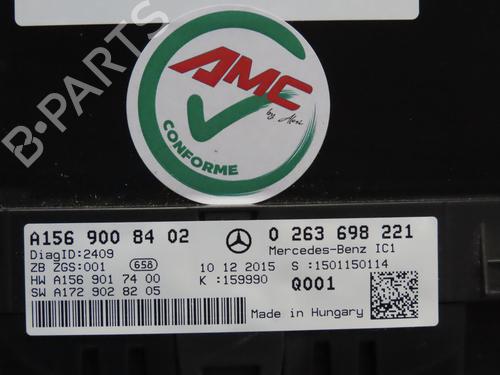 AMC
by Alexi
CONFORME
B-PARTS
A156 900 84 02
DiagID:2409
ZB ZGS:001 658
HW A156 901 74 00
SW A172 902 82 05
0 263 698 221
Mercedes-Benz IC1
10 12 2015 S :1501150114
K :159990 Q001
Made in Hungary